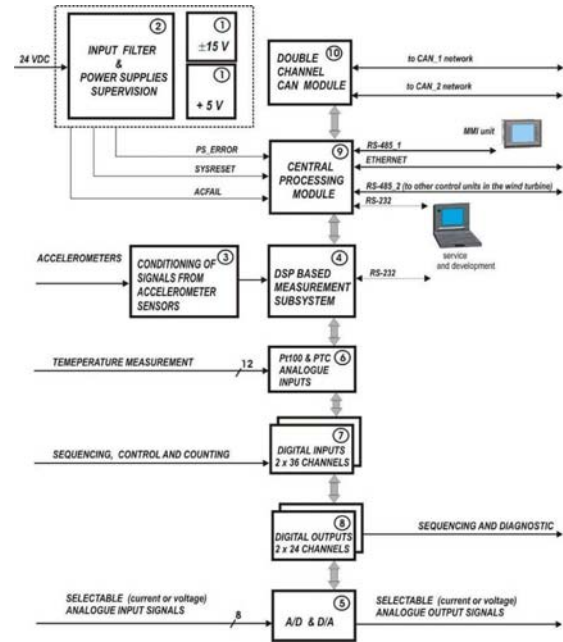 24 VDC
②
INPUT FILTER
&
POWER SUPPLIES
SUPERVISION
①
±15 V
①
+ 5 V
⑩
DOUBLE
CHANNEL
CAN MODULE
to CAN_1 network
to CAN_2 network
PS_ERROR
SYSRESET
ACFAIL
⑨
CENTRAL
PROCESSING
MODULE
RS-485_1
MMI unit
ETHERNET
RS-485_2 (to other control units in the wind turbine)
RS-232
service
and development
ACCELEROMETERS
③
CONDITIONING OF
SIGNALS FROM
ACCELEROMETER
SENSORS
④
DSP BASED
MEASUREMENT
SUBSYSTEM
RS-232
TEMEPERATURE MEASUREMENT
12
⑥
Pt100 & PTC
ANALOGUE
INPUTS
SEQUENCING, CONTROL AND COUNTING
⑦
DIGITAL INPUTS
2 x 36 CHANNELS
⑧
DIGITAL OUTPUTS
2 x 24 CHANNELS
SEQUENCING AND DIAGNOSTIC
SELECTABLE (current or voltage)
ANALOGUE INPUT SIGNALS
8
⑤
A/D & D/A
SELECTABLE (current or voltage)
ANALOGUE OUTPUT SIGNALS